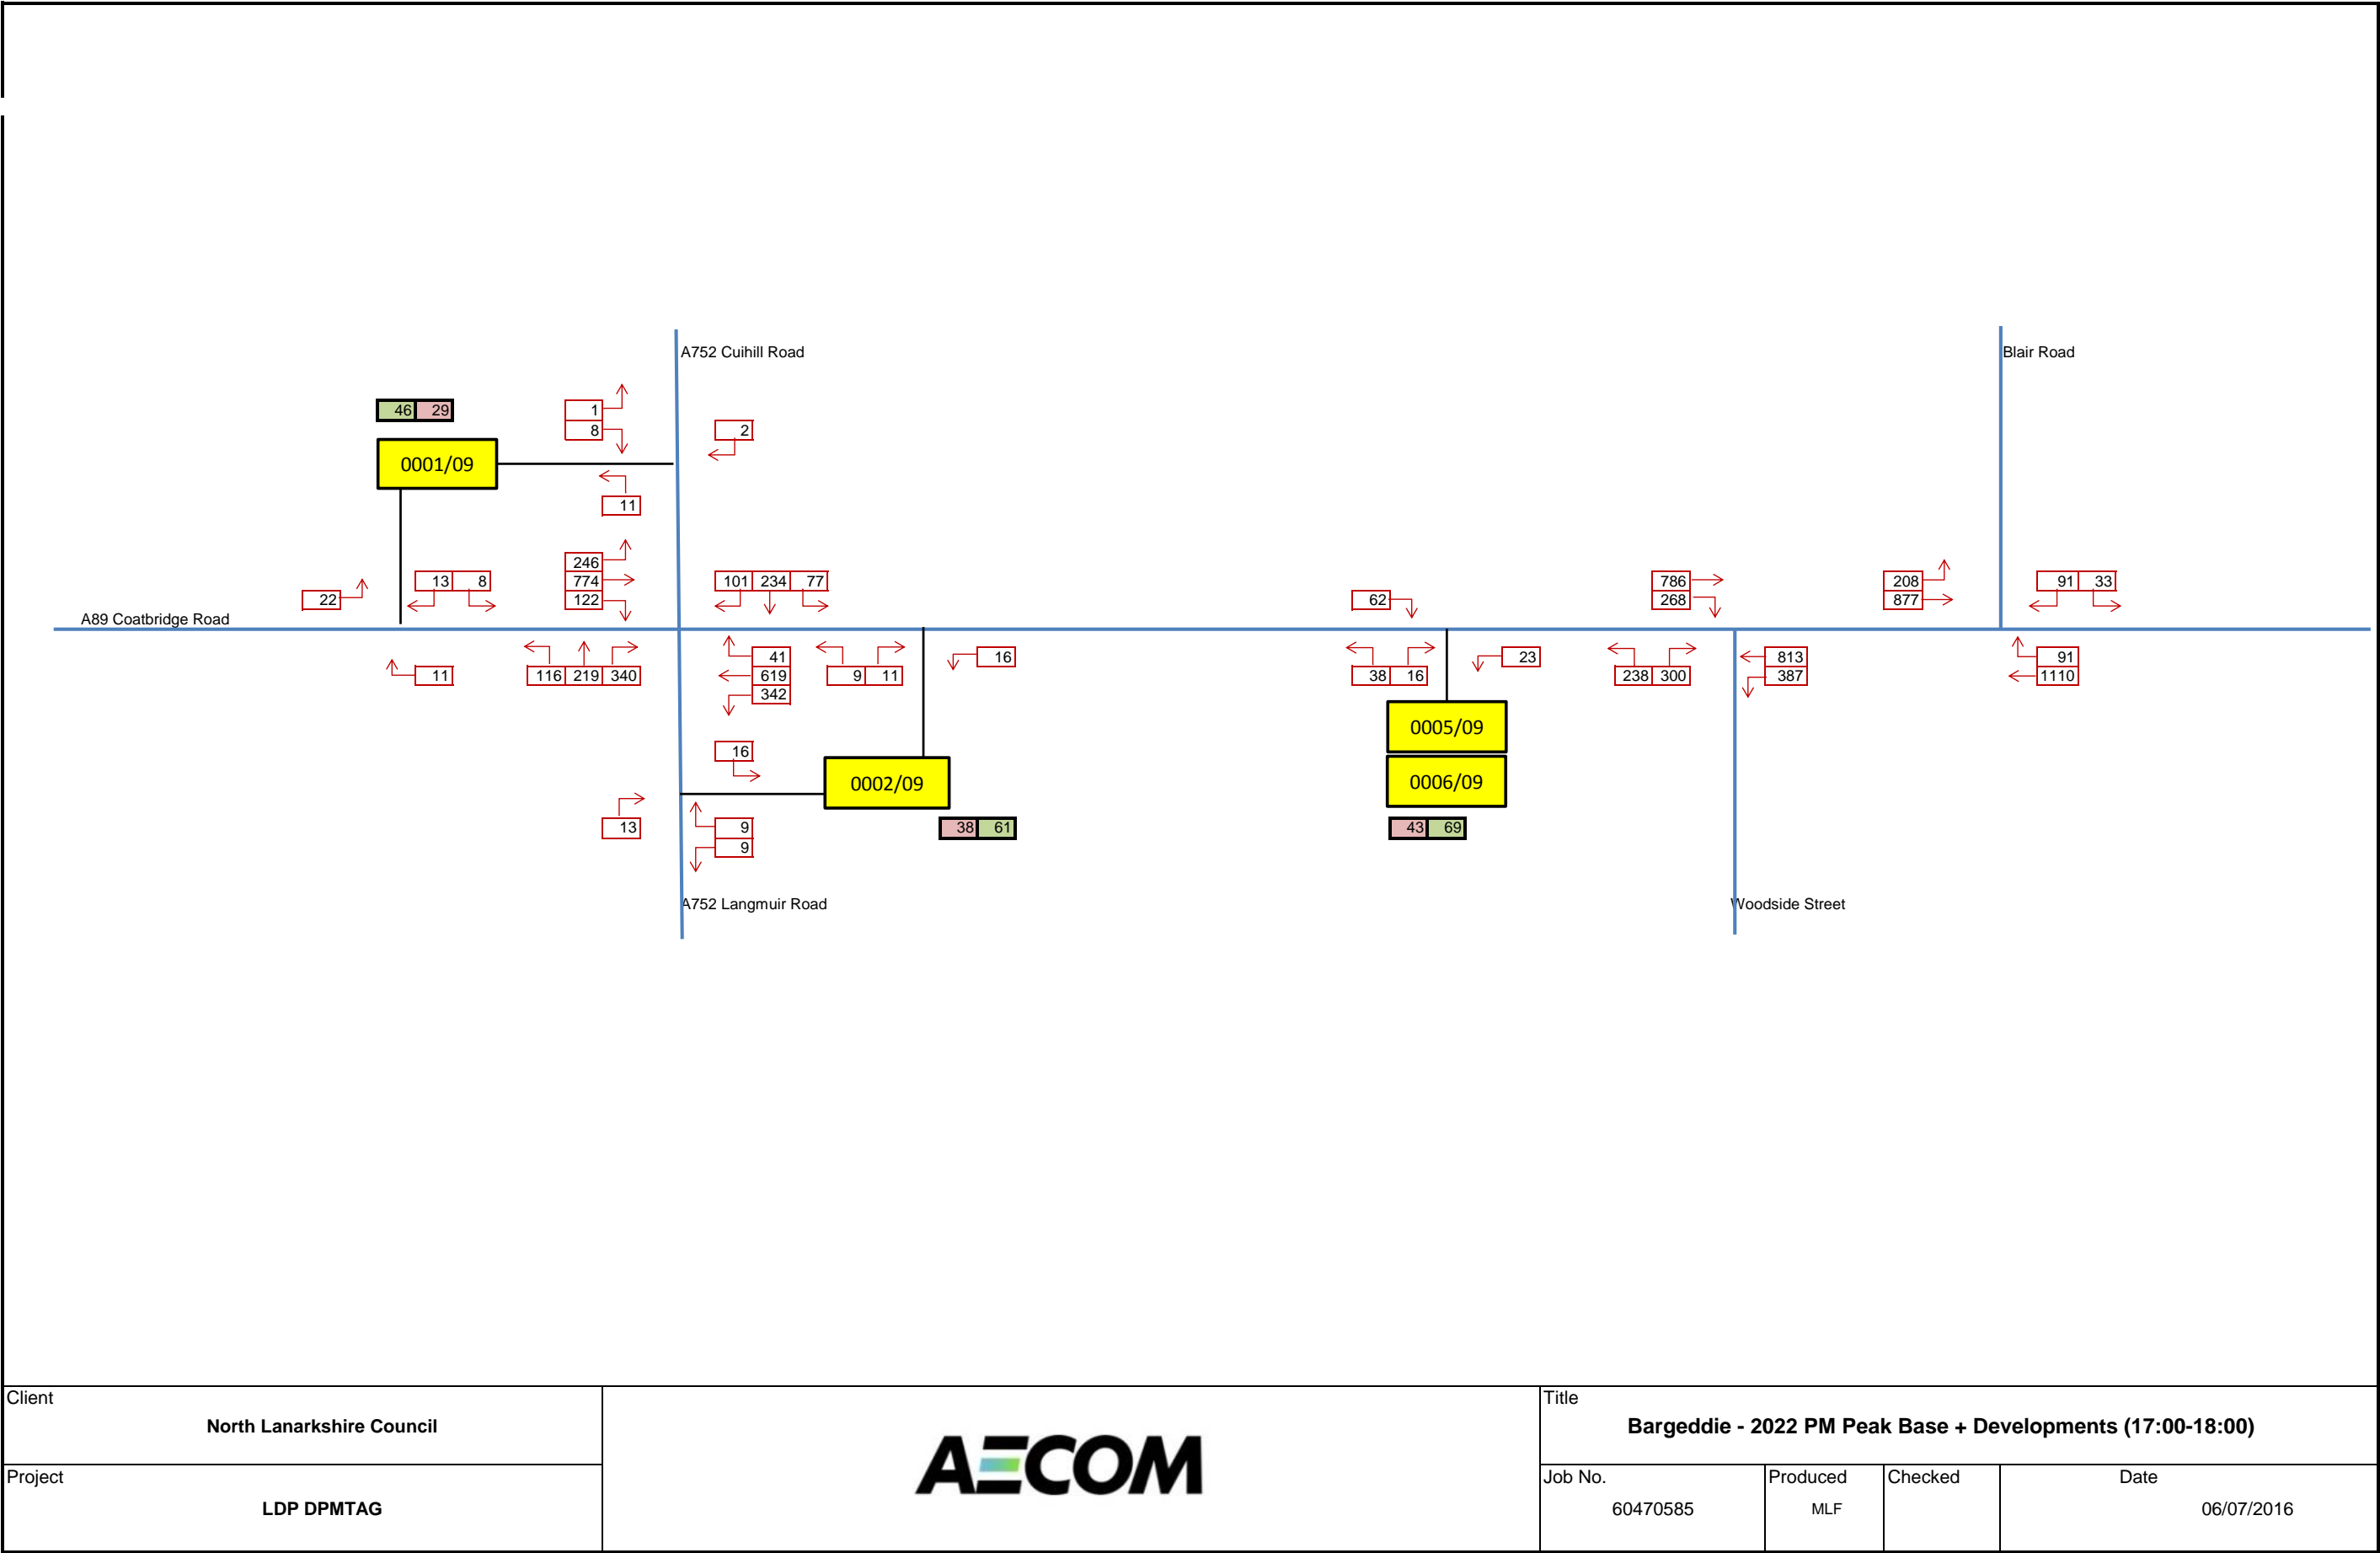 A752 Cuihill Road
Blair Road
46 29
1
8
2
0001/09
11
246
774
122
13 8
22
101 234 77
62
786
268
208
877
91 33
A89 Coatbridge Road
11
116 219 340
41
619
342
9 11
16
38 16
23
238 300
813
387
91
1110
16
0002/09
0005/09
0006/09
13
9
9
38 61
43 69
A752 Langmuir Road
Woodside Street
Client
North Lanarkshire Council
Project
LDP DPMTAG
AECOM
Title
Bargeddie - 2022 PM Peak Base + Developments (17:00-18:00)
Job No.
60470585
Produced
MLF
Checked
Date
06/07/2016